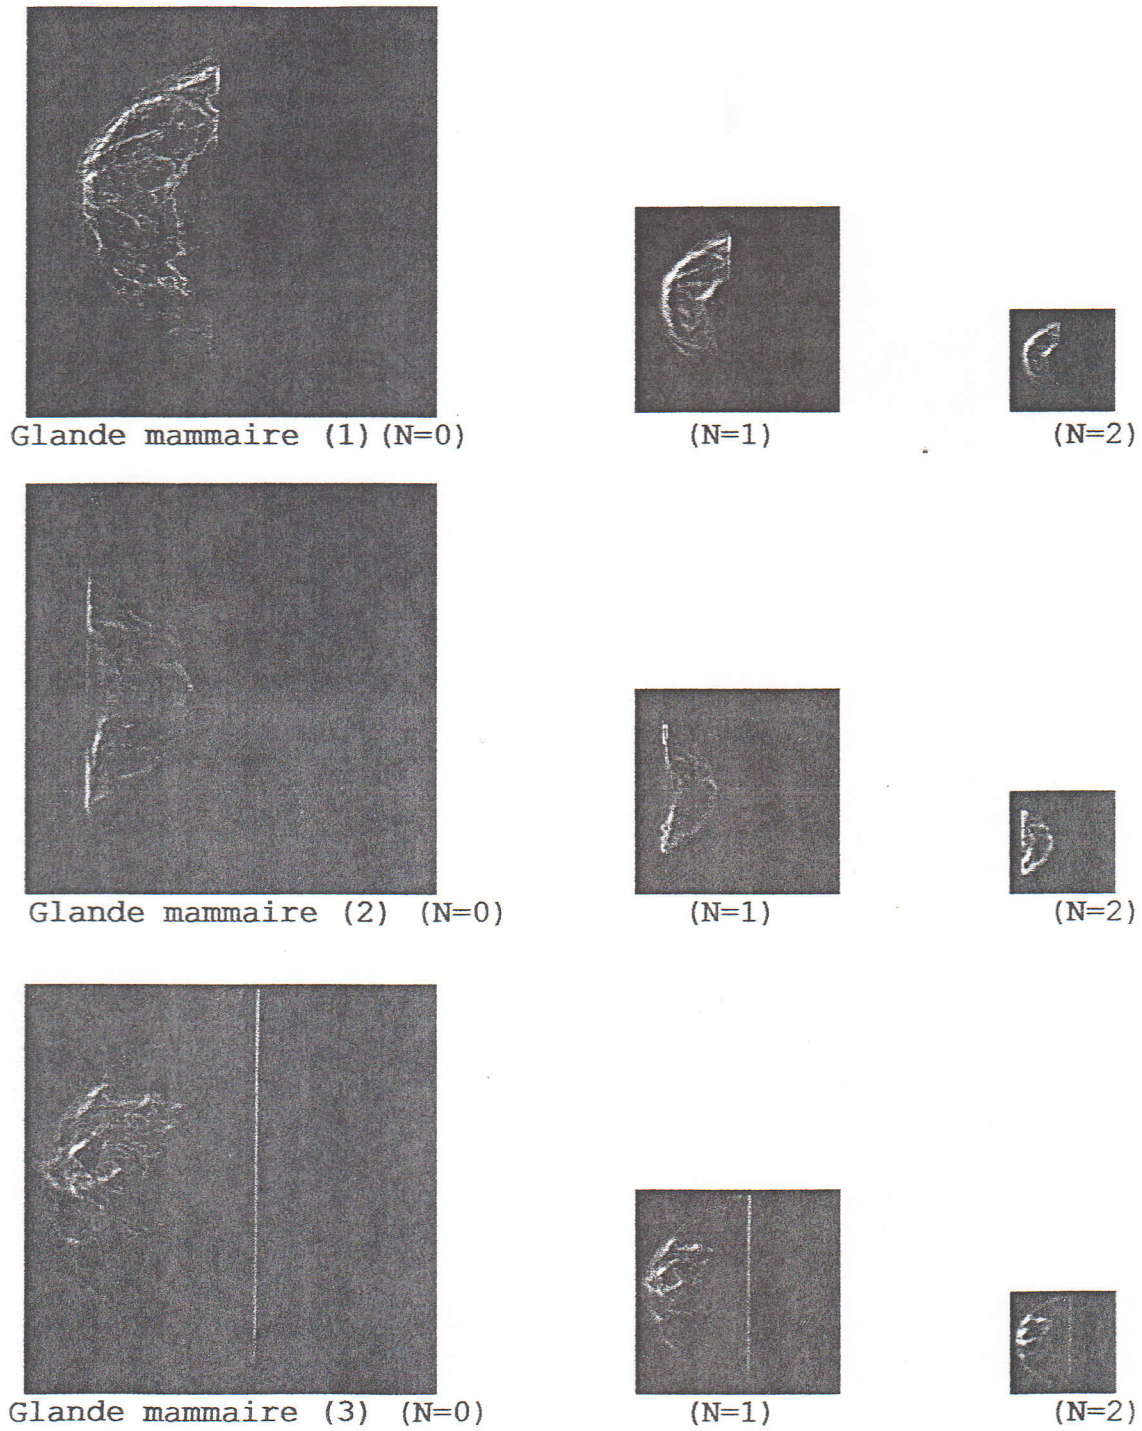 Glande mammaire (1) (N=0) (N=1) (N=2)
Glande mammaire (2) (N=0) (N=1) (N=2)
Glande mammaire (3) (N=0) (N=1) (N=2)